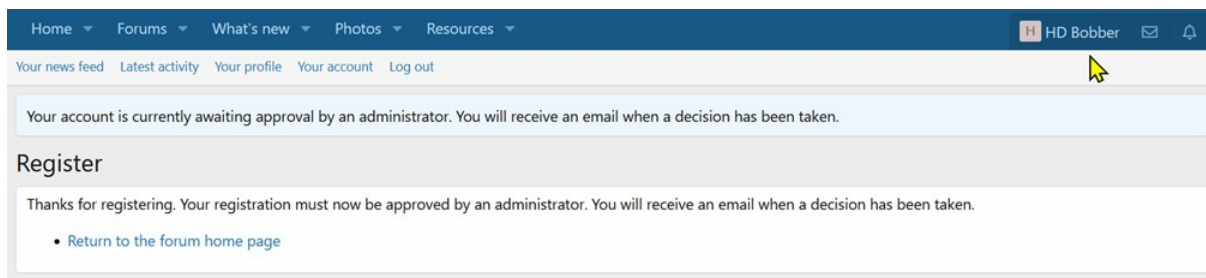 Home Forums What's new Photos Resources H HD Bobber
Your news feed Latest activity Your profile Your account Log out
Your account is currently awaiting approval by an administrator. You will receive an email when a decision has been taken.
Register
Thanks for registering. Your registration must now be approved by an administrator. You will receive an email when a decision has been taken.
• Return to the forum home page